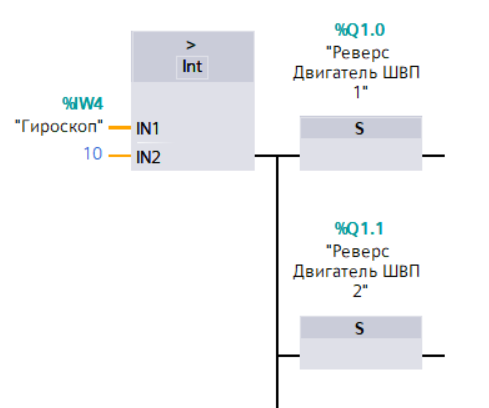 %Q1.0
"Реверс
Двигатель ШВП
1"
>
Int
%IW4
"Гироскоп"
IN1
10
IN2
S
%Q1.1
"Реверс
Двигатель ШВП
2"
S